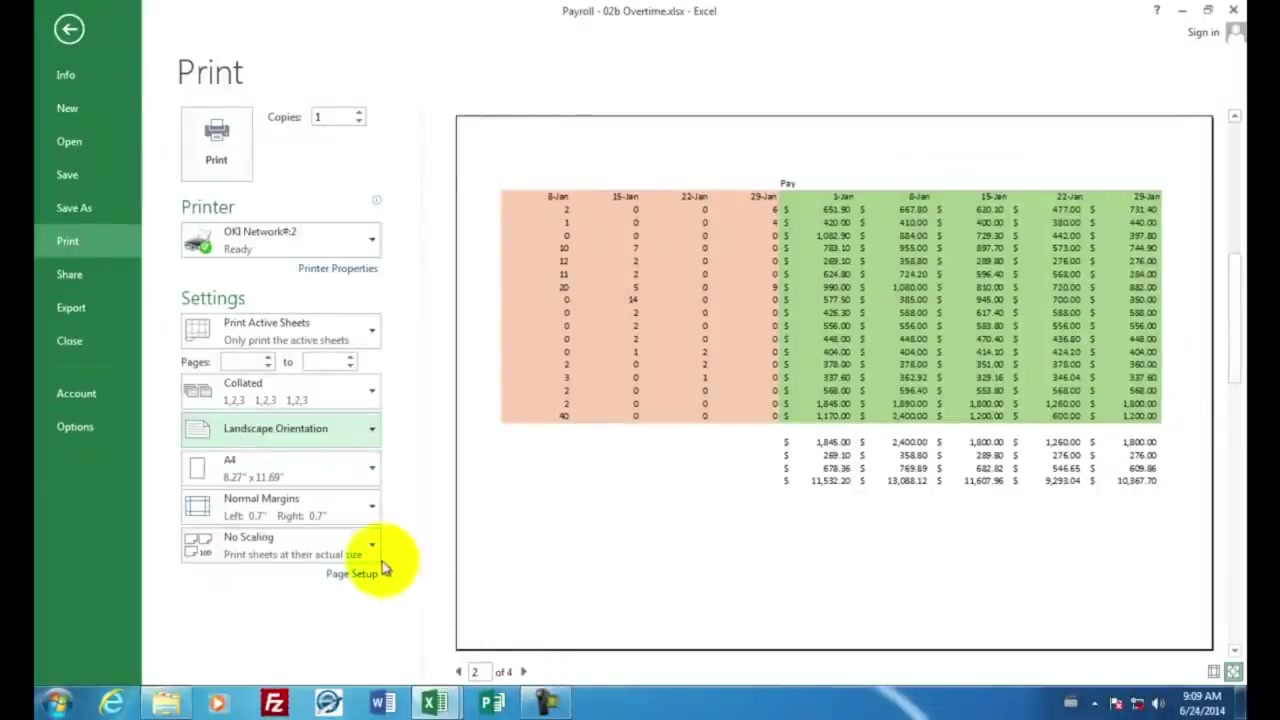 Payroll - 02b Overtime.xlsx - Excel
?
Sign in
Info
New
Open
Save
Save As
Print
Share
Export
Close
Account
Options
Print
Print
Copies: 1
Printer
OKI Network#:2
Ready
Printer Properties
Settings
Print Active Sheets
Only print the active sheets
Pages: to
Collated
1,2,3 1,2,3 1,2,3
Landscape Orientation
A4
8.27" x 11.69"
Normal Margins
Left: 0.7" Right: 0.7"
No Scaling
100 Print sheets at their actual size
Page Setup
Pay
8-Jan 15-Jan 22-Jan 29-Jan 1-Jan 8-Jan 15-Jan 22-Jan 29-Jan
2 0 0 6 $ 651.90 $ 667.80 $ 620.10 $ 477.00 $ 731.40
1 0 0 4 $ 420.00 $ 410.00 $ 400.00 $ 380.00 $ 440.00
0 0 0 0 $ 1,082.90 $ 884.00 $ 729.30 $ 442.00 $ 397.80
10 7 0 0 $ 783.10 $ 955.00 $ 897.70 $ 573.00 $ 744.90
12 2 0 0 $ 269.10 $ 358.80 $ 289.80 $ 276.00 $ 276.00
11 2 0 0 $ 624.80 $ 724.20 $ 596.40 $ 568.00 $ 284.00
20 5 0 9 $ 990.00 $ 1,080.00 $ 810.00 $ 720.00 $ 882.00
0 14 0 0 $ 577.50 $ 385.00 $ 945.00 $ 700.00 $ 350.00
0 2 0 0 $ 426.30 $ 588.00 $ 617.40 $ 588.00 $ 588.00
0 2 0 0 $ 556.00 $ 556.00 $ 583.80 $ 556.00 $ 556.00
0 2 0 0 $ 448.00 $ 448.00 $ 470.40 $ 436.80 $ 448.00
0 1 2 0 $ 404.00 $ 404.00 $ 414.10 $ 424.20 $ 404.00
2 0 2 0 $ 378.00 $ 378.00 $ 351.00 $ 378.00 $ 360.00
3 0 1 0 $ 337.60 $ 362.92 $ 329.16 $ 346.04 $ 337.60
2 0 0 0 $ 568.00 $ 596.40 $ 553.80 $ 568.00 $ 568.00
2 0 0 0 $ 1,845.00 $ 1,890.00 $ 1,800.00 $ 1,260.00 $ 1,800.00
40 0 0 0 $ 1,170.00 $ 2,400.00 $ 1,200.00 $ 600.00 $ 1,200.00
$ 1,845.00 $ 2,400.00 $ 1,800.00 $ 1,260.00 $ 1,800.00
$ 269.10 $ 358.80 $ 289.80 $ 276.00 $ 276.00
$ 678.36 $ 769.89 $ 682.82 $ 546.65 $ 609.86
$ 11,532.20 $ 13,088.12 $ 11,607.96 $ 9,293.04 $ 10,367.70
2 of 4
9:09 AM
6/24/2014